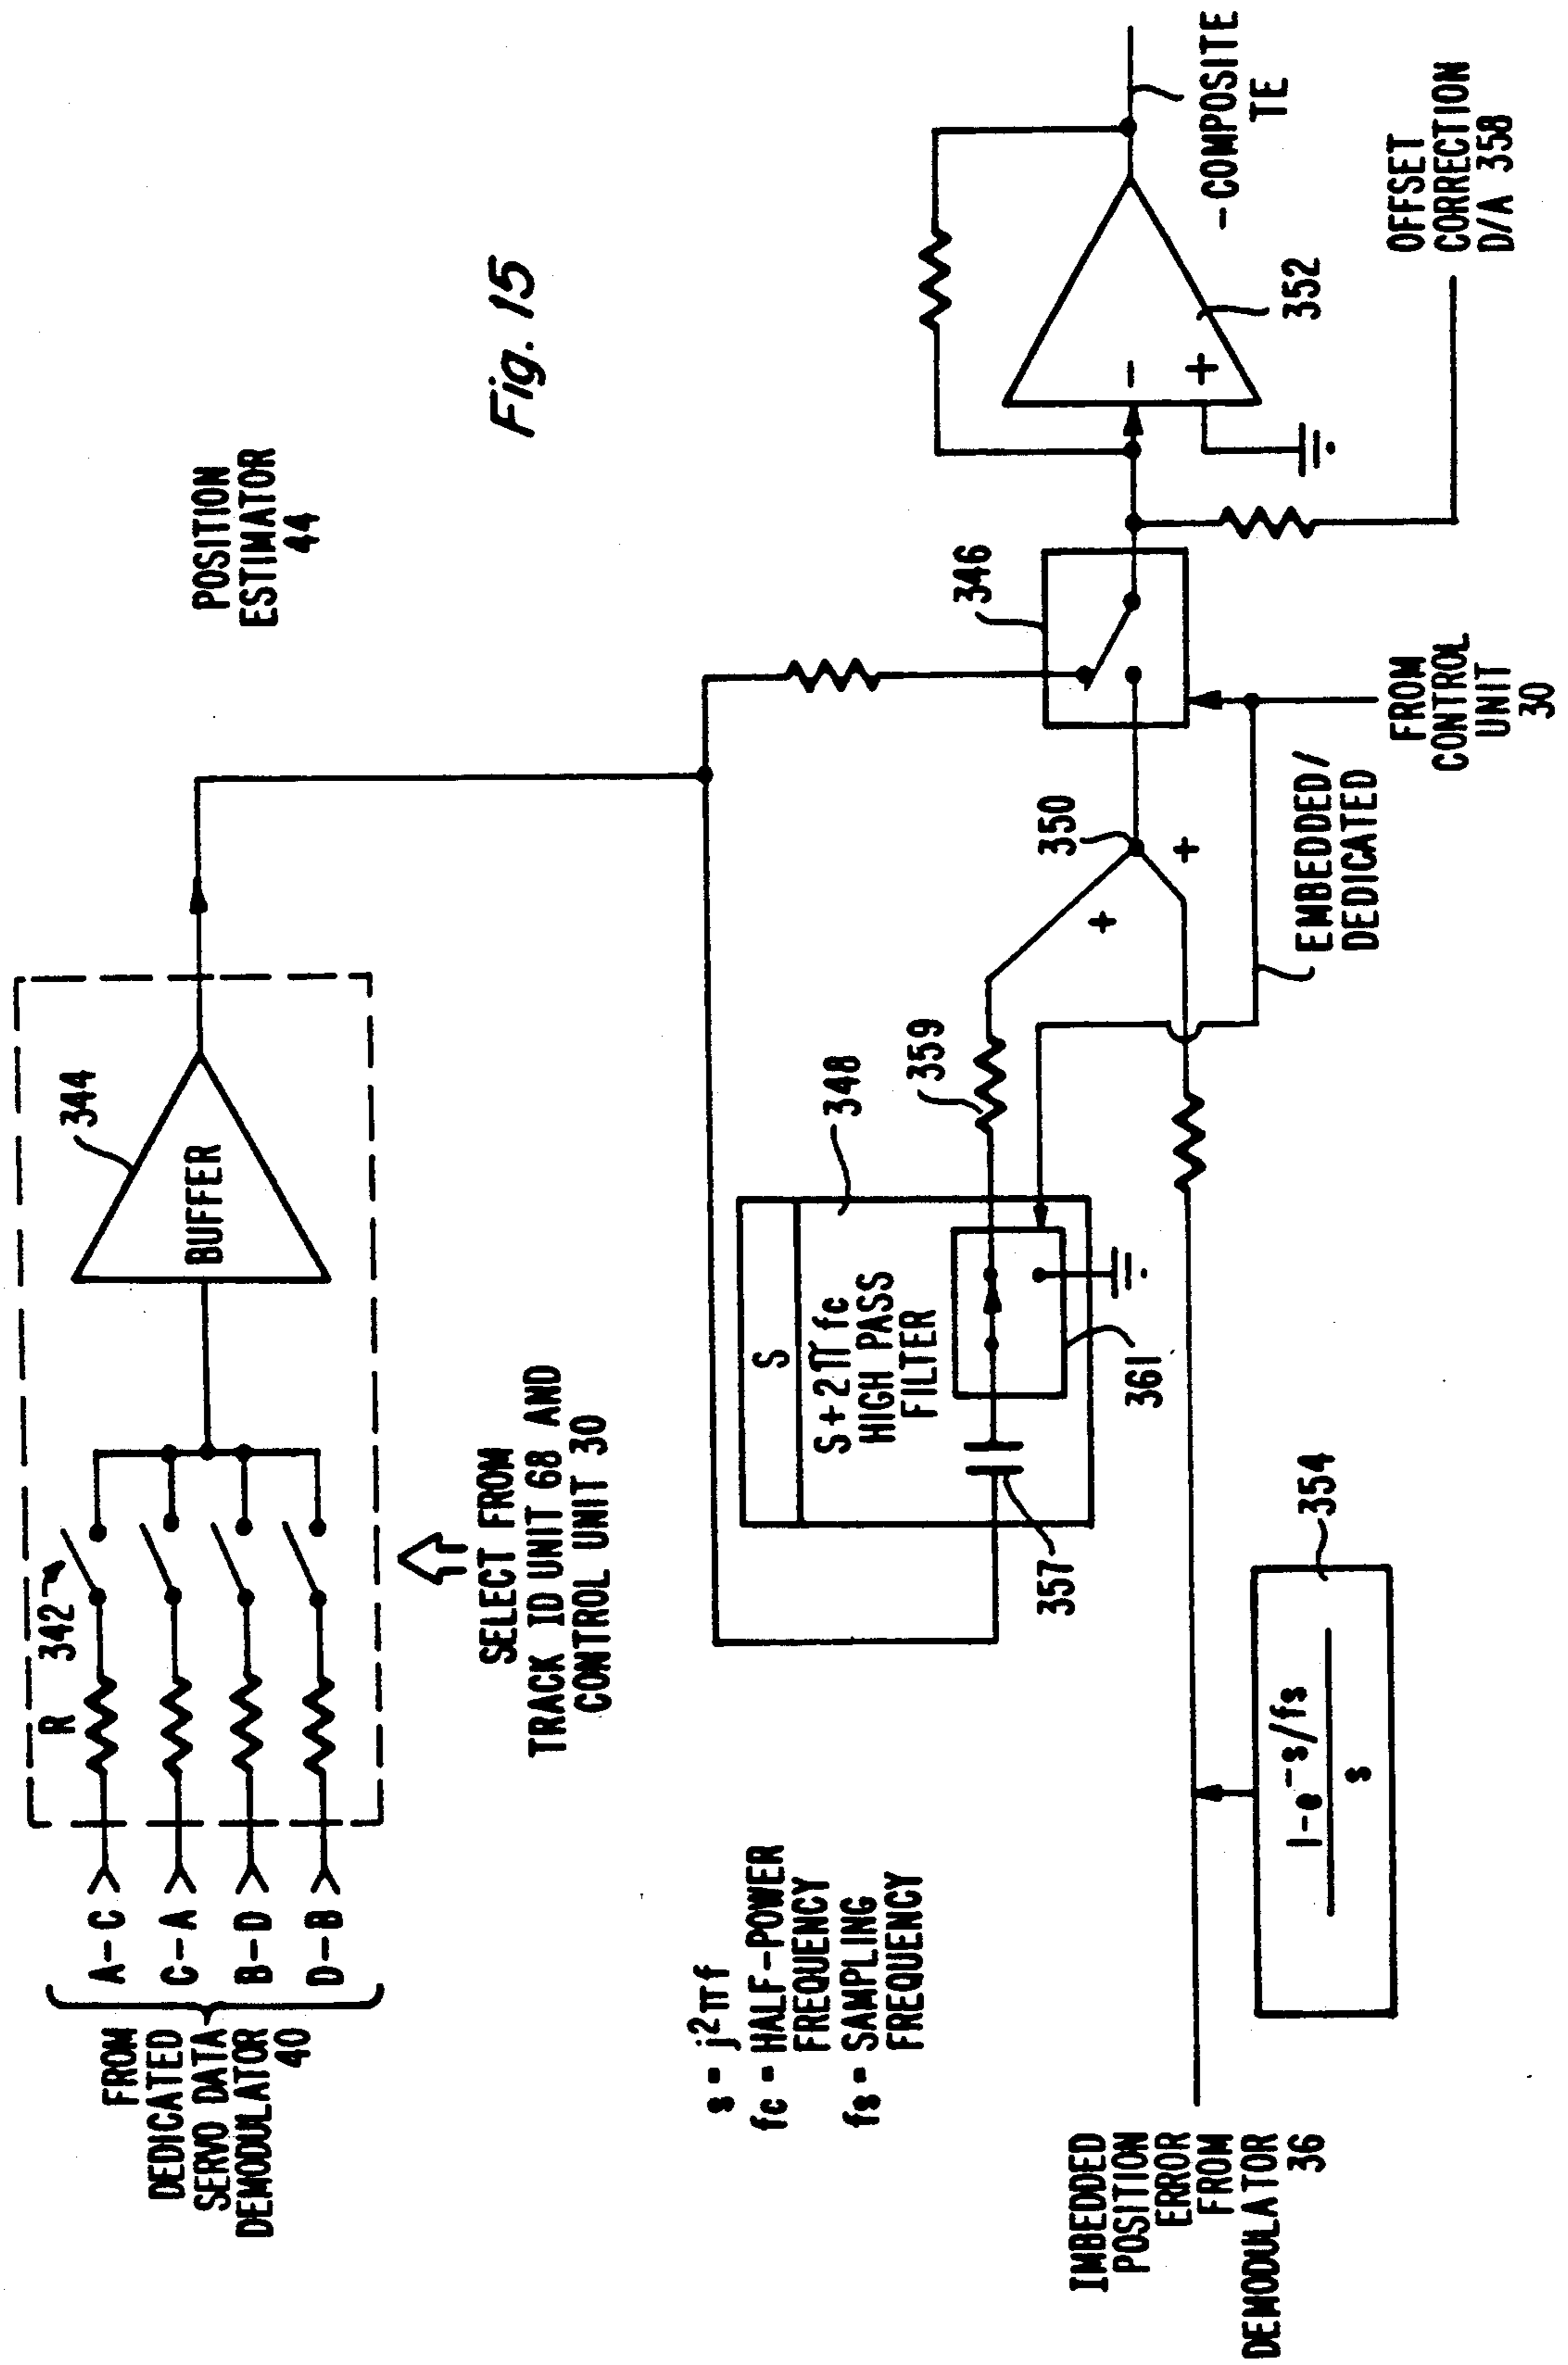 POSITION
ESTIMATOR
44
Fig. 15
FROM
DEDICATED
SERVO DATA
DEMODULATOR
40
A-C
C-A
B-D
D-B
R
342
344
BUFFER
SELECT FROM
TRACK ID UNIT 68 AND
CONTROL UNIT 30
s = j2πf
fc = HALF-POWER
FREQUENCY
fs = SAMPLING
FREQUENCY
S
S+2πfc
HIGH PASS
FILTER
348
357
361
359
350
+
+
346
EMBEDDED/
DEDICATED
FROM
CONTROL
UNIT
30
-
+
352
-COMPOSITE
TE
OFFSET
CORRECTION
D/A 358
IMBEDDED
POSITION
ERROR
FROM
DEMODULATOR
36
1-e-s/fs
s
354